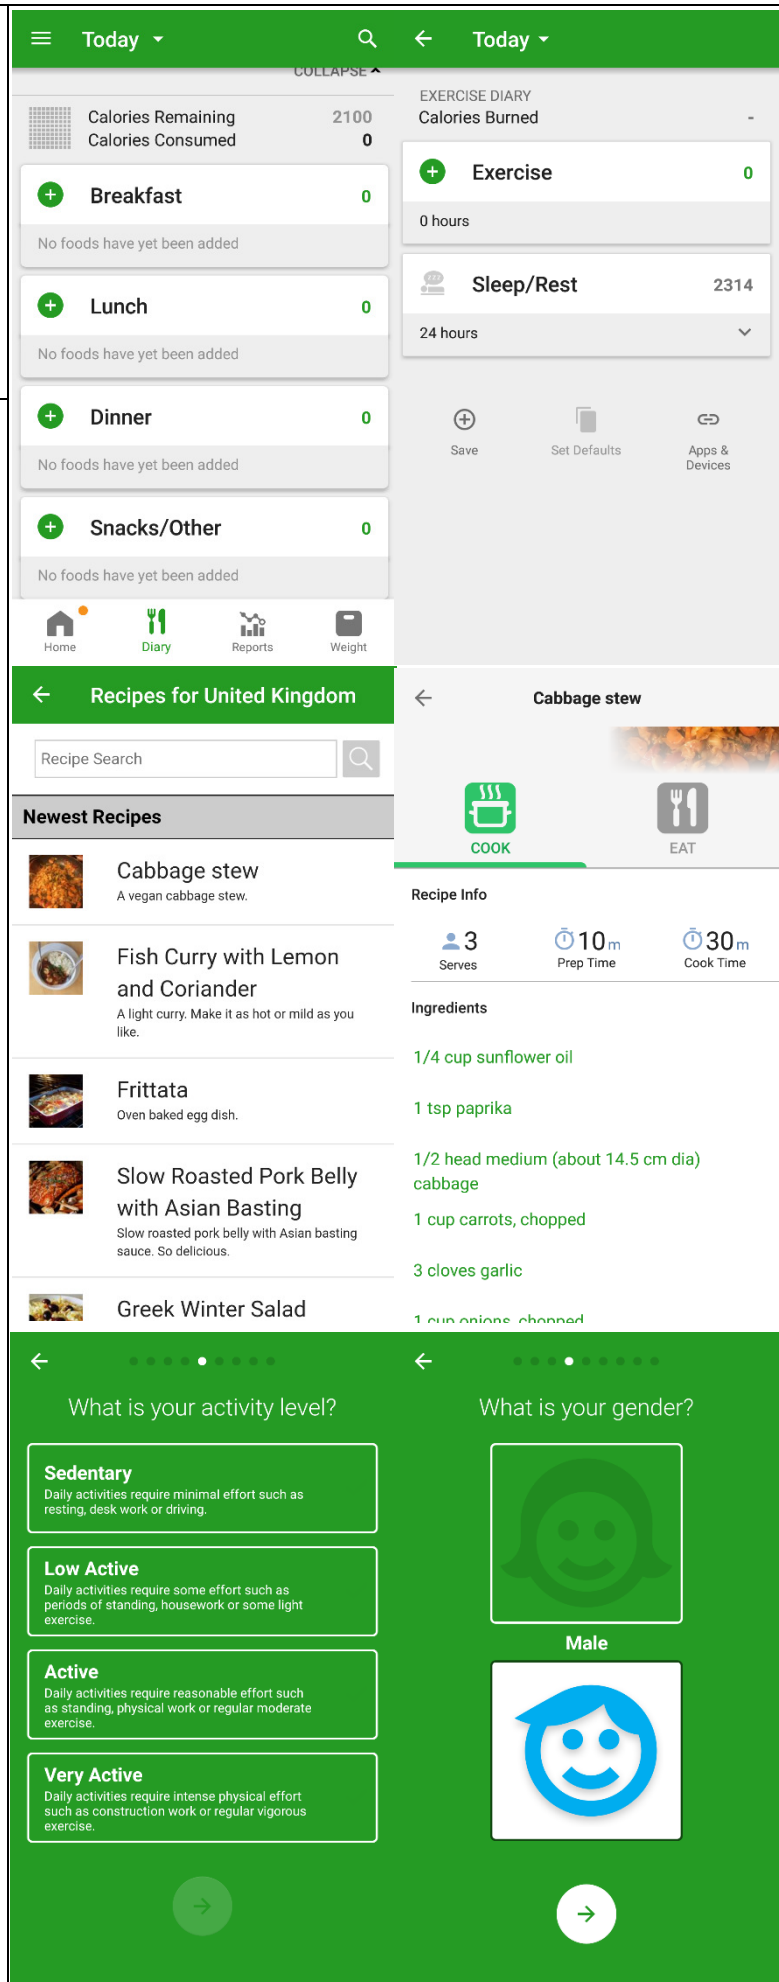 Today
COLLAPSE
Calories Remaining 2100
Calories Consumed 0
Breakfast 0
No foods have yet been added
Lunch 0
No foods have yet been added
Dinner 0
No foods have yet been added
Snacks/Other 0
No foods have yet been added
Home Diary Reports Weight
Today
EXERCISE DIARY
Calories Burned -
Exercise 0
0 hours
Sleep/Rest 2314
24 hours
Save Set Defaults Apps &
Devices
Recipes for United Kingdom
Recipe Search
Newest Recipes
Cabbage stew
A vegan cabbage stew.
Fish Curry with Lemon
and Coriander
A light curry. Make it as hot or mild as you
like.
Frittata
Oven baked egg dish.
Slow Roasted Pork Belly
with Asian Basting
Slow roasted pork belly with Asian basting
sauce. So delicious.
Greek Winter Salad
Cabbage stew
COOK EAT
Recipe Info
3 10m 30m
Serves Prep Time Cook Time
Ingredients
1/4 cup sunflower oil
1 tsp paprika
1/2 head medium (about 14.5 cm dia)
cabbage
1 cup carrots, chopped
3 cloves garlic
1 cup onions, chopped
What is your activity level?
Sedentary
Daily activities require minimal effort such as
resting, desk work or driving.
Low Active
Daily activities require some effort such as
periods of standing, housework or some light
exercise.
Active
Daily activities require reasonable effort such
as standing, physical work or regular moderate
exercise.
Very Active
Daily activities require intense physical effort
such as construction work or regular vigorous
exercise.
What is your gender?
Male